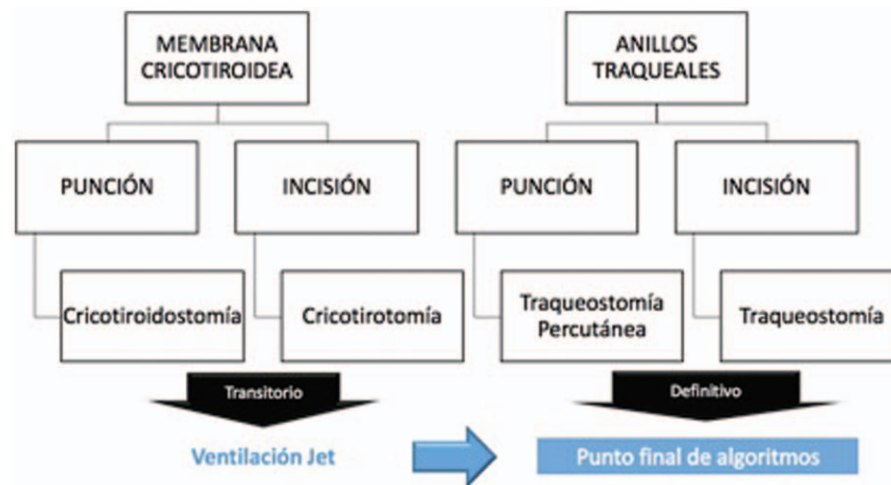 MEMBRANA
CRICOTIROIDEA
ANILLOS
TRAQUEALES
PUNCIÓN
INCISIÓN
PUNCIÓN
INCISIÓN
Cricotiroidostomía
Cricotirotomía
Traqueostomía
Percutánea
Traqueostomía
Transitorio
Definitivo
Ventilación Jet
Punto final de algoritmos